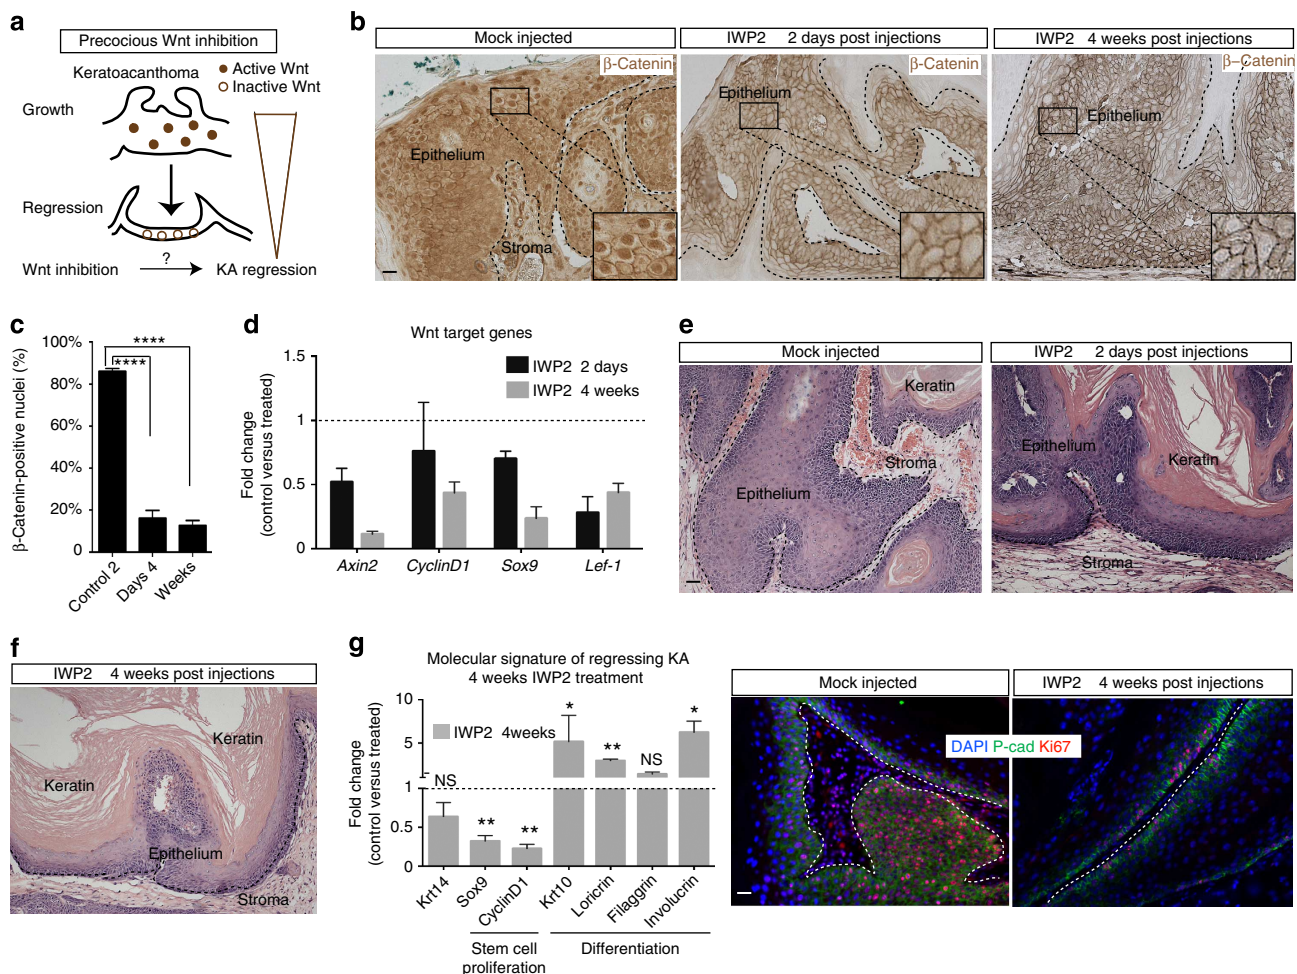 a
Precocious Wnt inhibition
Keratoacanthoma
Active Wnt
Inactive Wnt
Growth
Regression
?
Wnt inhibition
KA regression
b
Mock injected
IWP2 2 days post injections
IWP2 4 weeks post injections
β-Catenin
β-Catenin
β–Catenin
Epithelium
Stroma
Epithelium
Epithelium
c
β-Catenin-positive nuclei (%)
100%
80%
60%
40%
20%
0
****
****
Control 2
Days 4
Weeks
d
Wnt target genes
Fold change
(control versus treated)
1.5
1
0.5
0
IWP2 2 days
IWP2 4 weeks
Axin2
CyclinD1
Sox9
Lef-1
e
Mock injected
IWP2 2 days post injections
Keratin
Stroma
Epithelium
Epithelium
Keratin
Stroma
f
IWP2 4 weeks post injections
Keratin
Keratin
Epithelium
Stroma
g
Molecular signature of regressing KA
4 weeks IWP2 treatment
Fold change
(control versus treated)
10
5
1
1
0.5
0
IWP2 4weeks
NS
**
**
*
**
NS
*
Krt14
Sox9
CyclinD1
Krt10
Loricrin
Filaggrin
Involucrin
Stem cell
proliferation
Differentiation
Mock injected
IWP2 4 weeks post injections
DAPI P-cad Ki67